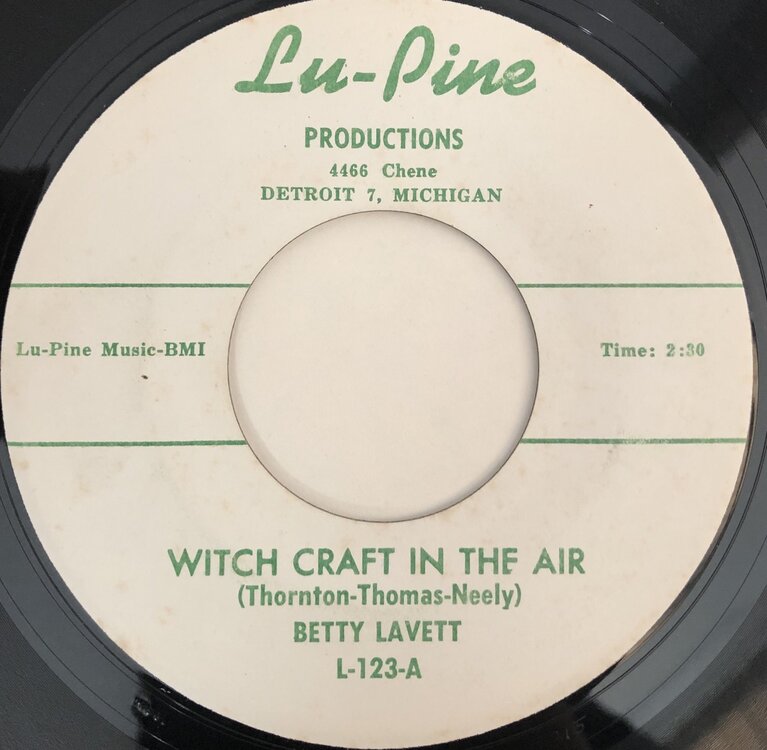 Lu-Pine
PRODUCTIONS
4466 Chene
DETROIT 7, MICHIGAN
Lu-Pine Music-BMI
Time: 2:30
WITCH CRAFT IN THE AIR
(Thornton-Thomas-Neely)
BETTY LAVETT
L-123-A